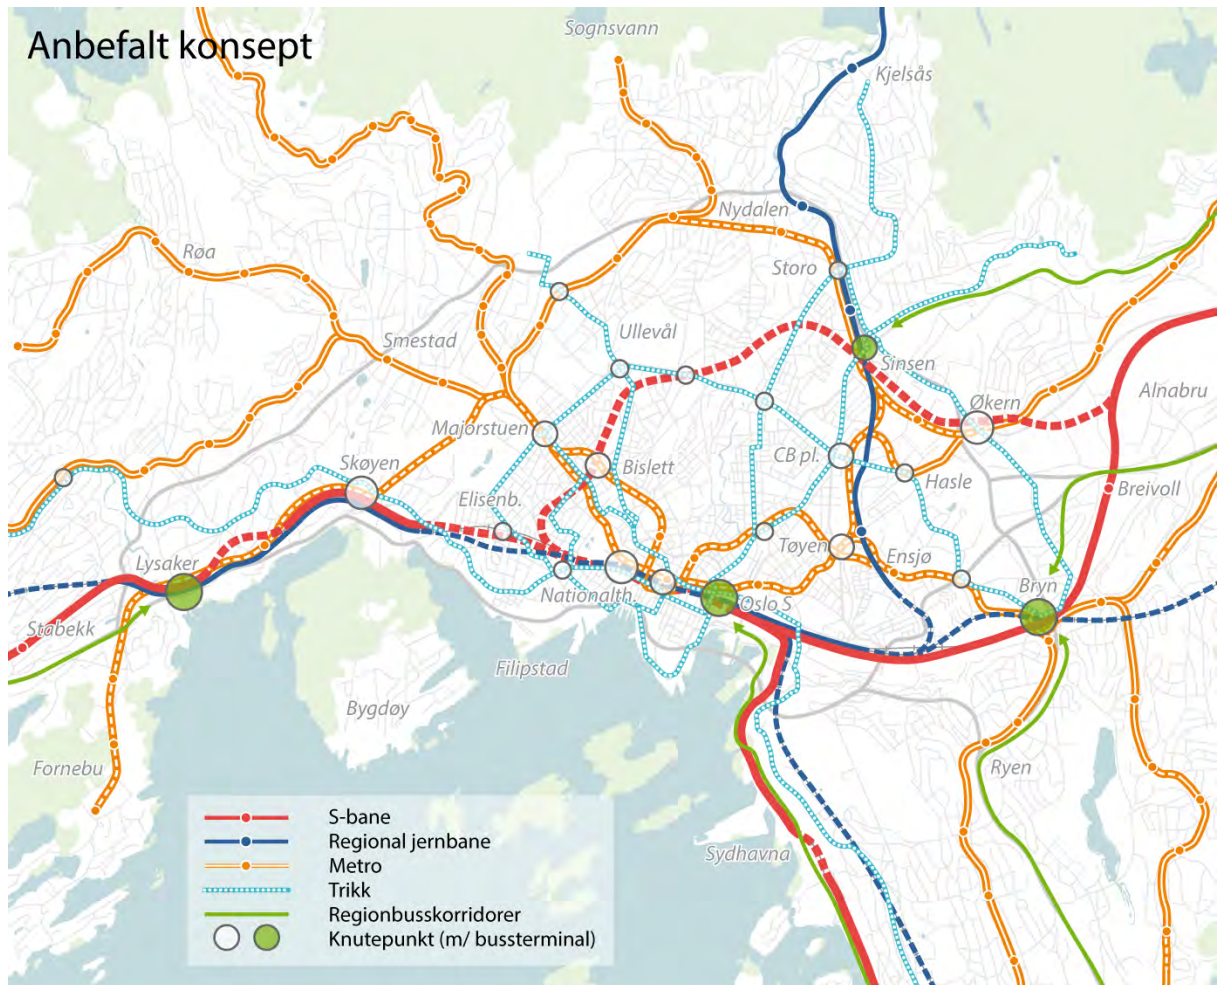 Anbefalt konsept
Sognsvann
Kjelsås
Nydalen
Røa
Storo
Ullevål
Smestad
Sinsen
Alnabru
Økern
Majorstuen
CB pl.
Skøyen
Bislett
Hasle
Breivoll
Elisenb.
Tøyen
Ensjø
Lysaker
Bryn
Nationalth.
Oslo S
Stabekk
Filipstad
Bygdøy
Fornebu
Ryen
Sydhavna
S-bane
Regional jernbane
Metro
Trikk
Regionbusskorridorer
Knutepunkt (m/ bussterminal)